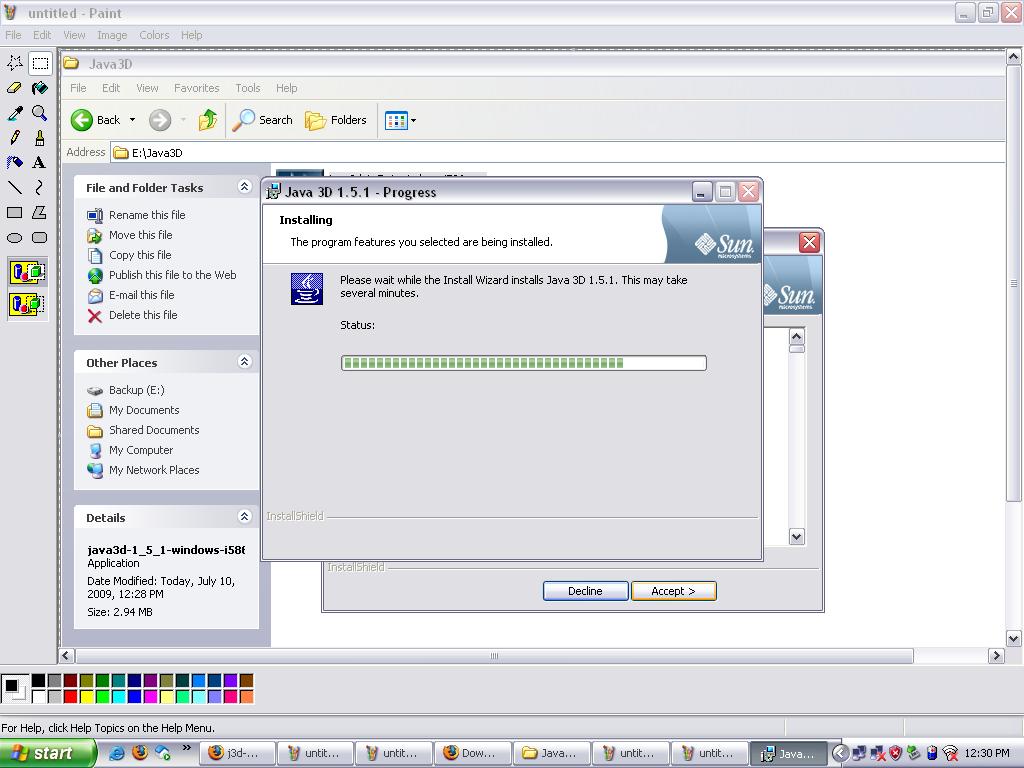 untitled - Paint
File Edit View Image Colors Help
Java3D
File Edit View Favorites Tools Help
Back Search Folders
Address E:\Java3D
File and Folder Tasks
Rename this file
Move this file
Copy this file
Publish this file to the Web
E-mail this file
Delete this file
Other Places
Backup (E:)
My Documents
Shared Documents
My Computer
My Network Places
Details
java3d-1_5_1-windows-i586
Application
Date Modified: Today, July 10,
2009, 12:28 PM
Size: 2.94 MB
Java 3D 1.5.1 - Progress
Installing
The program features you selected are being installed.
Sun
microsystems
Please wait while the Install Wizard installs Java 3D 1.5.1. This may take
several minutes.
Status:
InstallShield
Sun
microsystems
InstallShield
Decline Accept >
For Help, click Help Topics on the Help Menu.
start j3d-... untit... untit... Dow... Java... untit... untit... Java... 12:30 PM